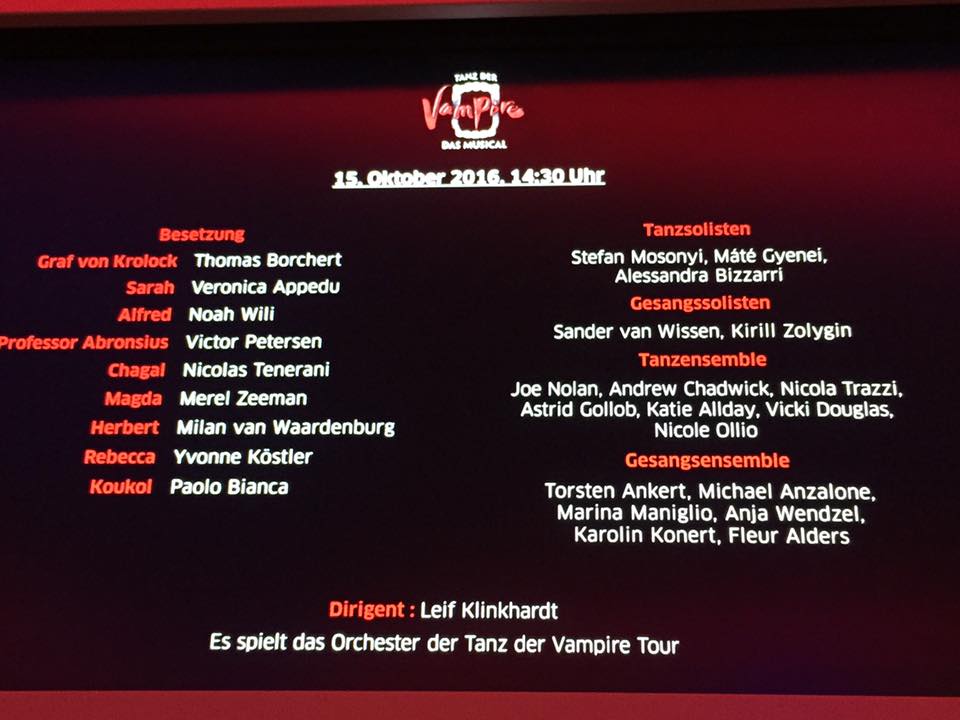 TANZ DER
Vampire
DAS MUSICAL
15. Oktober 2016, 14:30 Uhr
Besetzung
Graf von Krolock Thomas Borchert
Sarah Veronica Appedu
Alfred Noah Wili
Professor Abronsius Victor Petersen
Chagal Nicolas Tenerani
Magda Merel Zeeman
Herbert Milan van Waardenburg
Rebecca Yvonne Köstler
Koukol Paolo Bianca
Tanzsolisten
Stefan Mosonyi, Máté Gyenei,
Alessandra Bizzarri
Gesangssolisten
Sander van Wissen, Kirill Zolygin
Tanzensemble
Joe Nolan, Andrew Chadwick, Nicola Trazzi,
Astrid Gollob, Katie Allday, Vicki Douglas,
Nicole Ollio
Gesangsensemble
Torsten Ankert, Michael Anzalone,
Marina Maniglio, Anja Wendzel,
Karolin Konert, Fleur Alders
Dirigent : Leif Klinkhardt
Es spielt das Orchester der Tanz der Vampire Tour